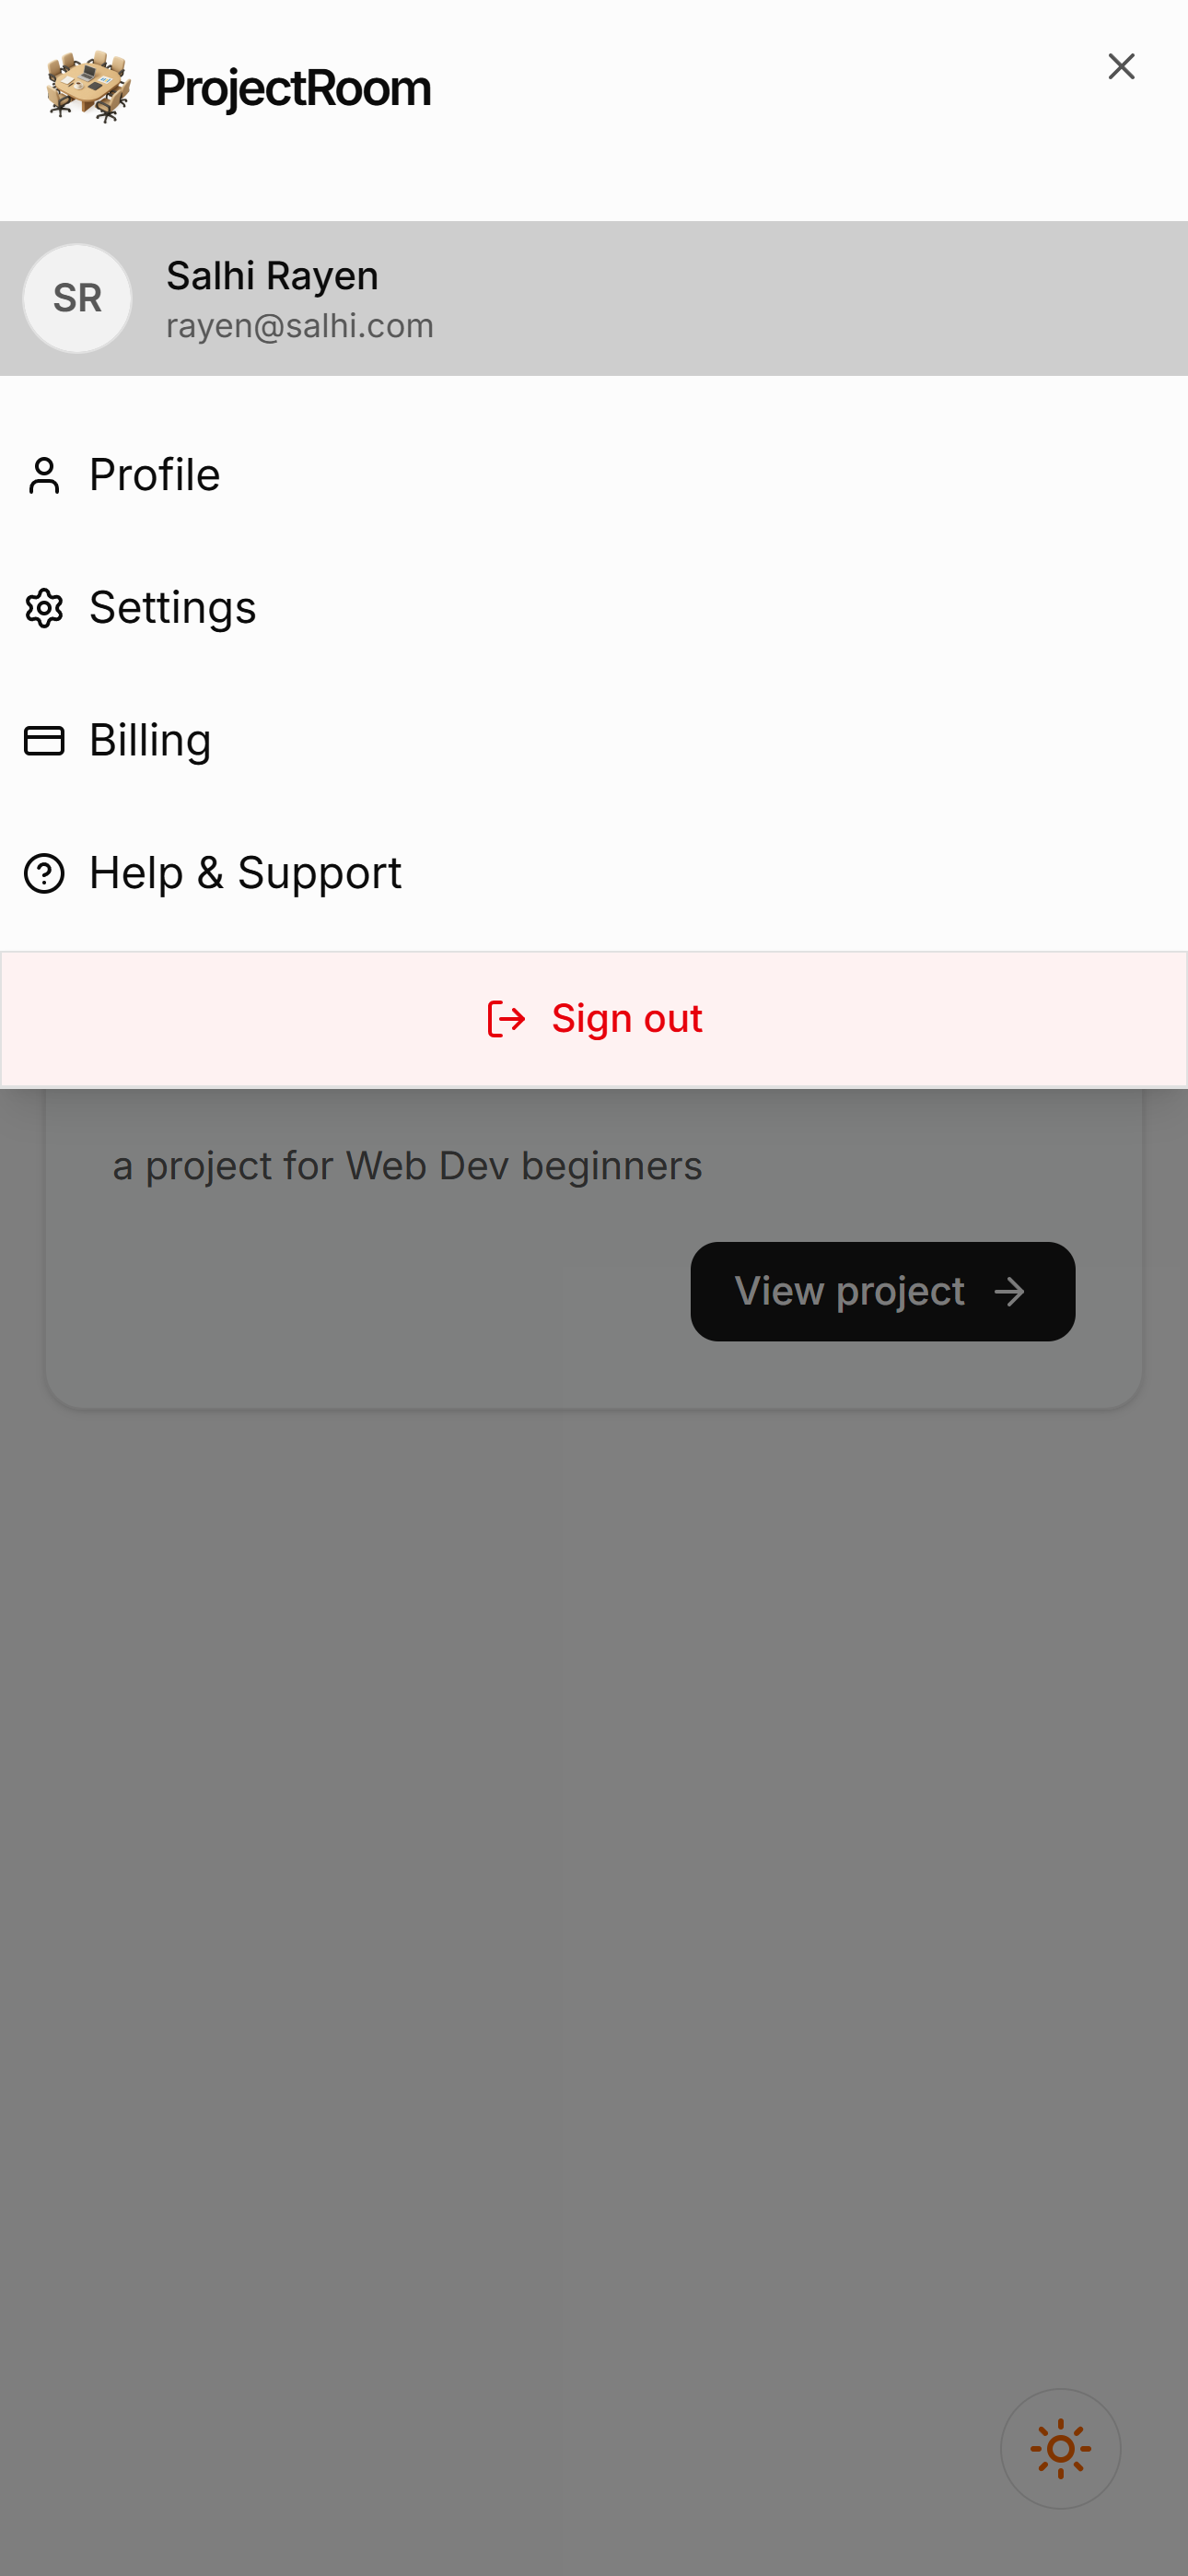 ProjectRoom
SR
Salhi Rayen
rayen@salhi.com
Profile
Settings
Billing
Help & Support
Sign out
a project for Web Dev beginners
View project